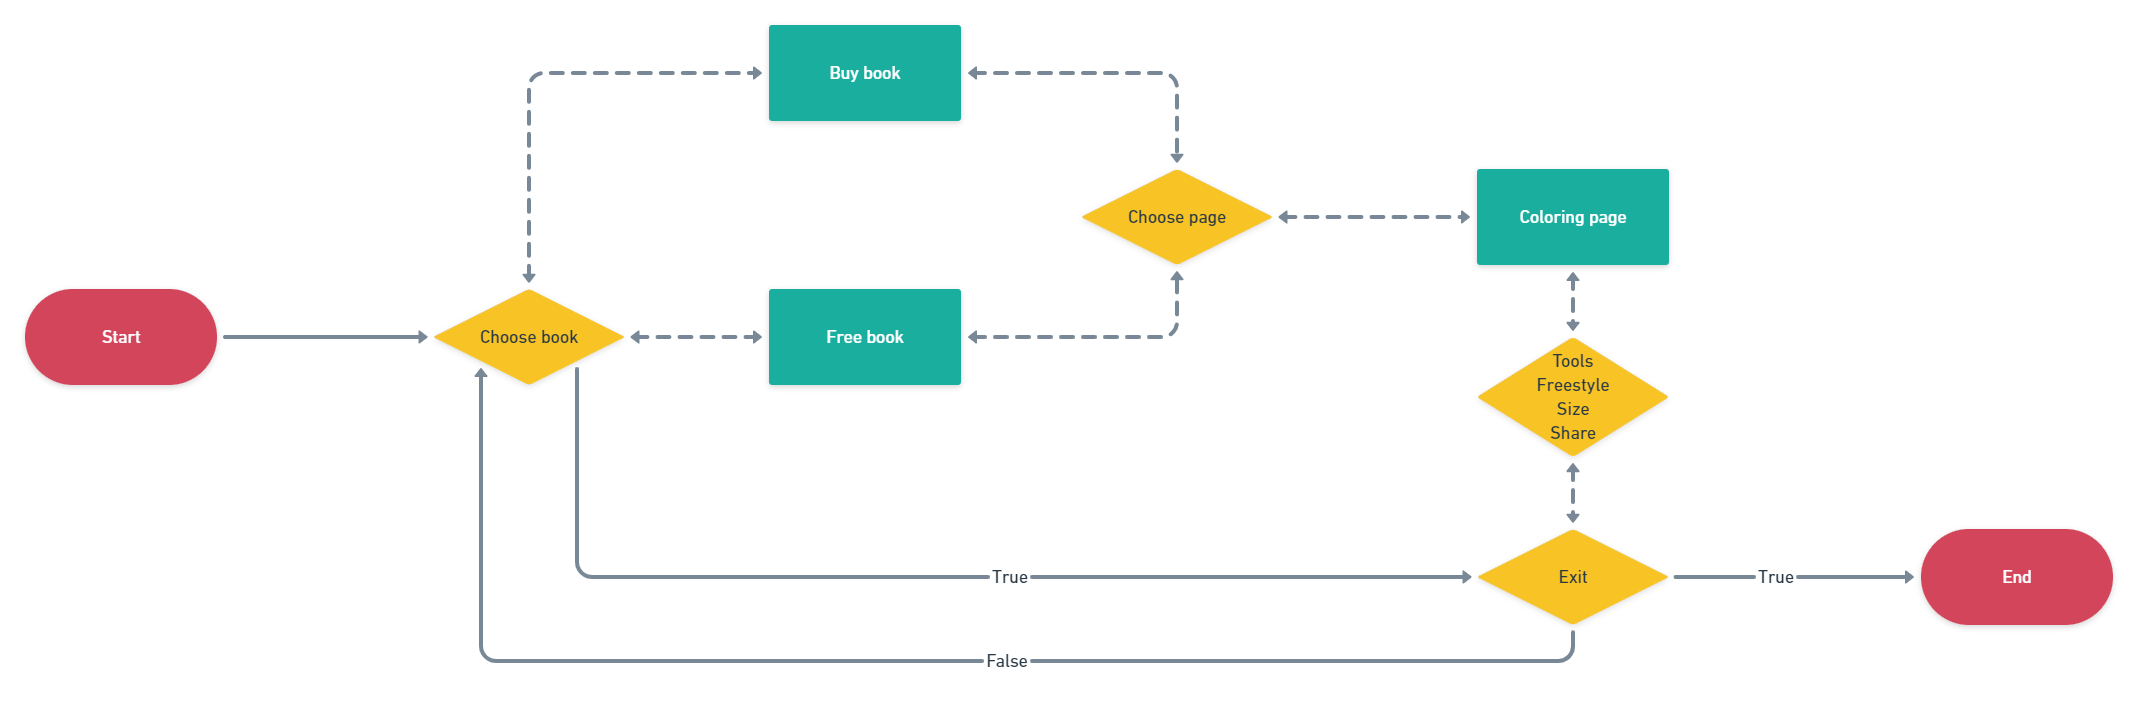 Buy book
Choose page
Coloring page
Start
Choose book
Free book
Tools
Freestyle
Size
Share
True
Exit
True
End
False